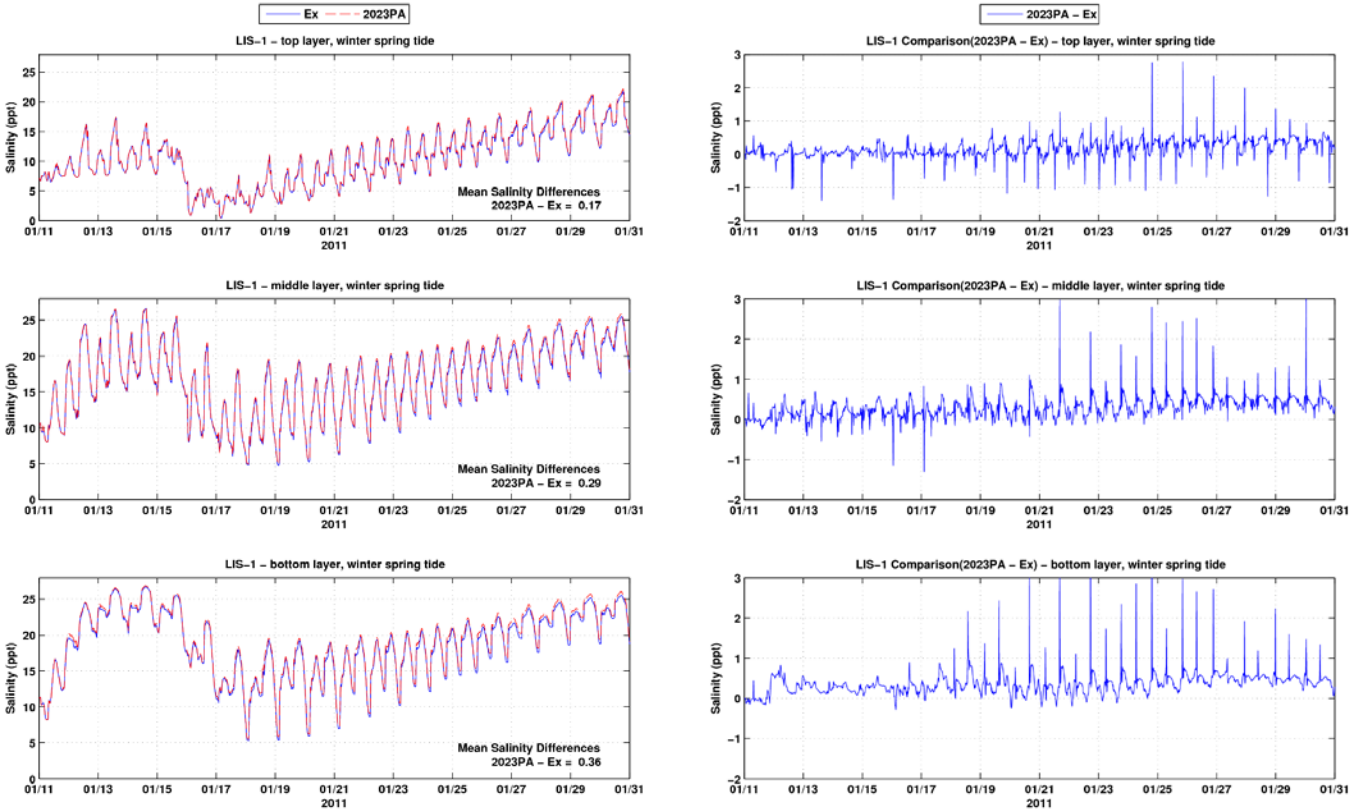 Ex 2023PA
LIS-1 - top layer, winter spring tide
Salinity (ppt)
25
20
15
10
5
0
Mean Salinity Differences
2023PA - Ex = 0.17
01/11 01/13 01/15 01/17 01/19 01/21 01/23 01/25 01/27 01/29 01/31
2011
2023PA - Ex
LIS-1 Comparison(2023PA - Ex) - top layer, winter spring tide
Salinity (ppt)
3
2
1
0
-1
-2
01/11 01/13 01/15 01/17 01/19 01/21 01/23 01/25 01/27 01/29 01/31
2011
LIS-1 - middle layer, winter spring tide
Salinity (ppt)
25
20
15
10
5
0
Mean Salinity Differences
2023PA - Ex = 0.29
01/11 01/13 01/15 01/17 01/19 01/21 01/23 01/25 01/27 01/29 01/31
2011
LIS-1 Comparison(2023PA - Ex) - middle layer, winter spring tide
Salinity (ppt)
3
2
1
0
-1
-2
01/11 01/13 01/15 01/17 01/19 01/21 01/23 01/25 01/27 01/29 01/31
2011
LIS-1 - bottom layer, winter spring tide
Salinity (ppt)
25
20
15
10
5
0
Mean Salinity Differences
2023PA - Ex = 0.36
01/11 01/13 01/15 01/17 01/19 01/21 01/23 01/25 01/27 01/29 01/31
2011
LIS-1 Comparison(2023PA - Ex) - bottom layer, winter spring tide
Salinity (ppt)
3
2
1
0
-1
-2
01/11 01/13 01/15 01/17 01/19 01/21 01/23 01/25 01/27 01/29 01/31
2011